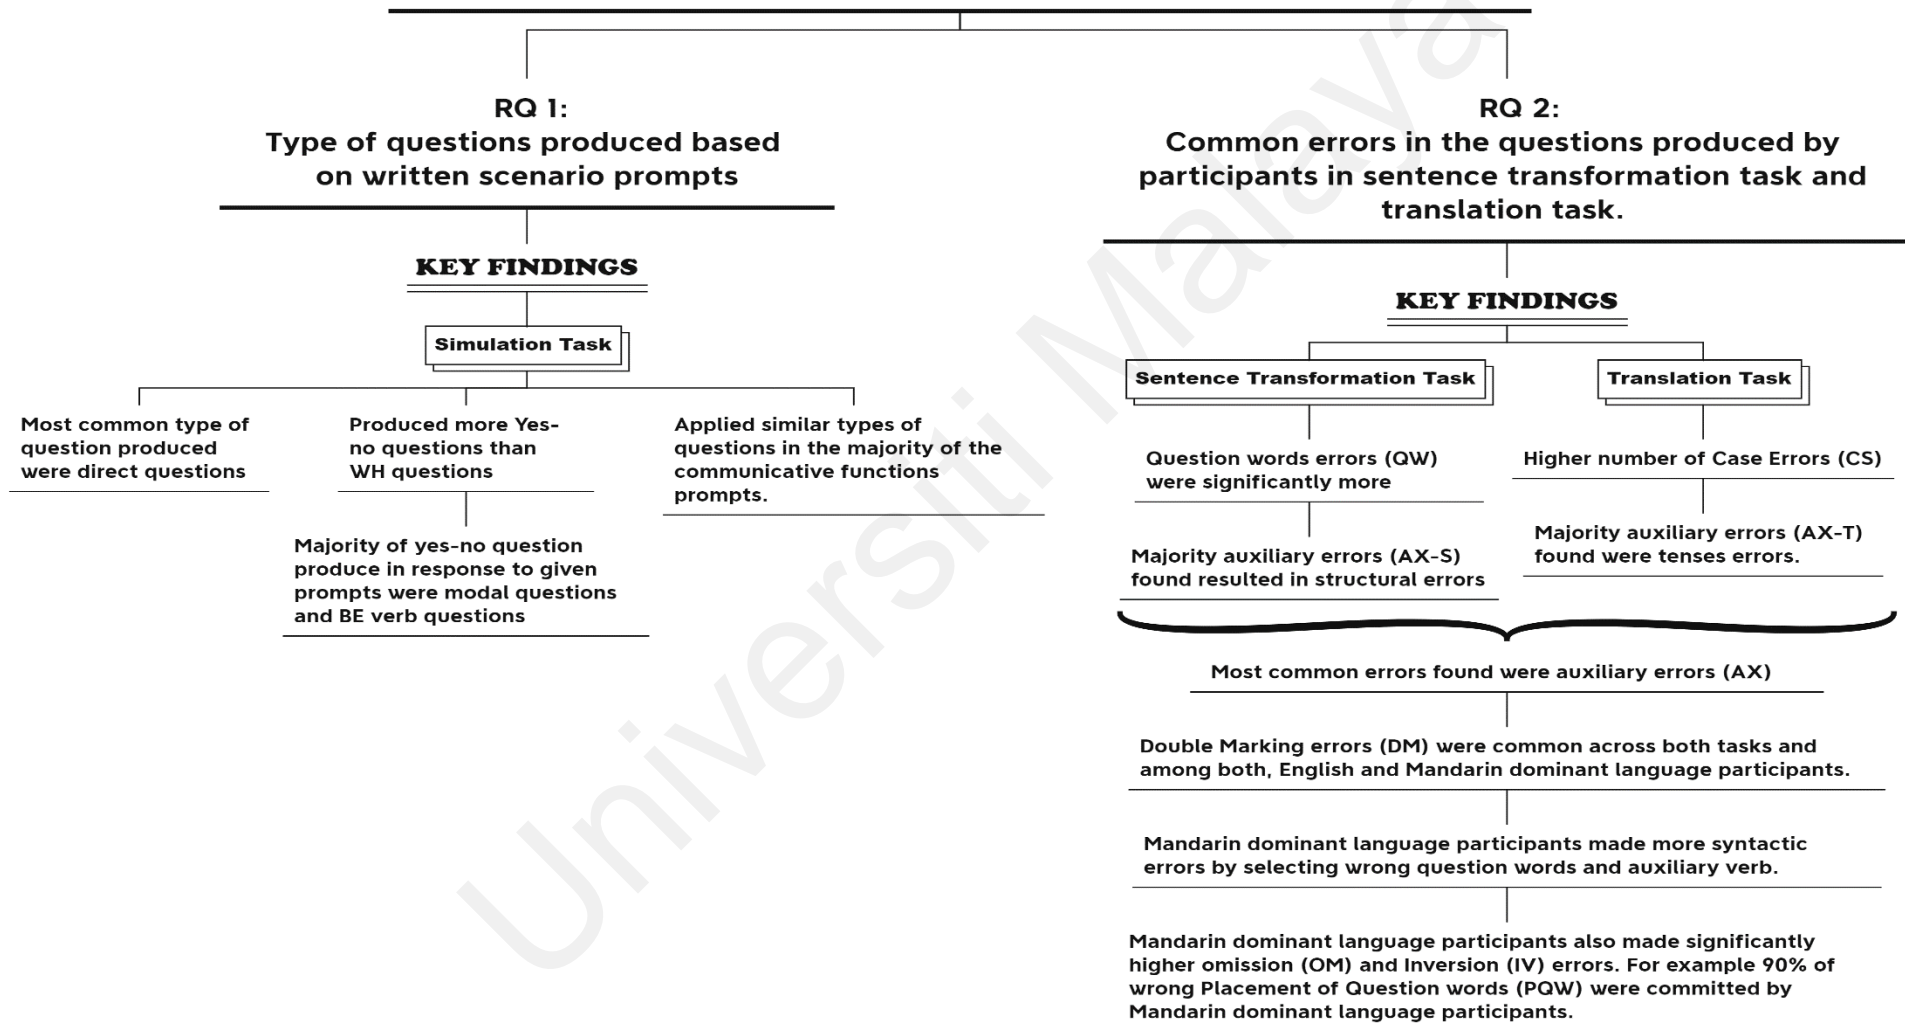 RQ 1:
Type of questions produced based
on written scenario prompts
KEY FINDINGS
Simulation Task
Most common type of
question produced
were direct questions
Produced more Yes-
no questions than
WH questions
Majority of yes-no question
produce in response to given
prompts were modal questions
and BE verb questions
Applied similar types of
questions in the majority of the
communicative functions
prompts.
RQ 2:
Common errors in the questions produced by
participants in sentence transformation task and
translation task.
KEY FINDINGS
Sentence Transformation Task
Question words errors (QW)
were significantly more
Majority auxiliary errors (AX-S)
found resulted in structural errors
Translation Task
Higher number of Case Errors (CS)
Majority auxiliary errors (AX-T)
found were tenses errors.
Most common errors found were auxiliary errors (AX)
Double Marking errors (DM) were common across both tasks and
among both, English and Mandarin dominant language participants.
Mandarin dominant language participants made more syntactic
errors by selecting wrong question words and auxiliary verb.
Mandarin dominant language participants also made significantly
higher omission (OM) and Inversion (IV) errors. For example 90% of
wrong Placement of Question words (PQW) were committed by
Mandarin dominant language participants.
Universiti Malaya